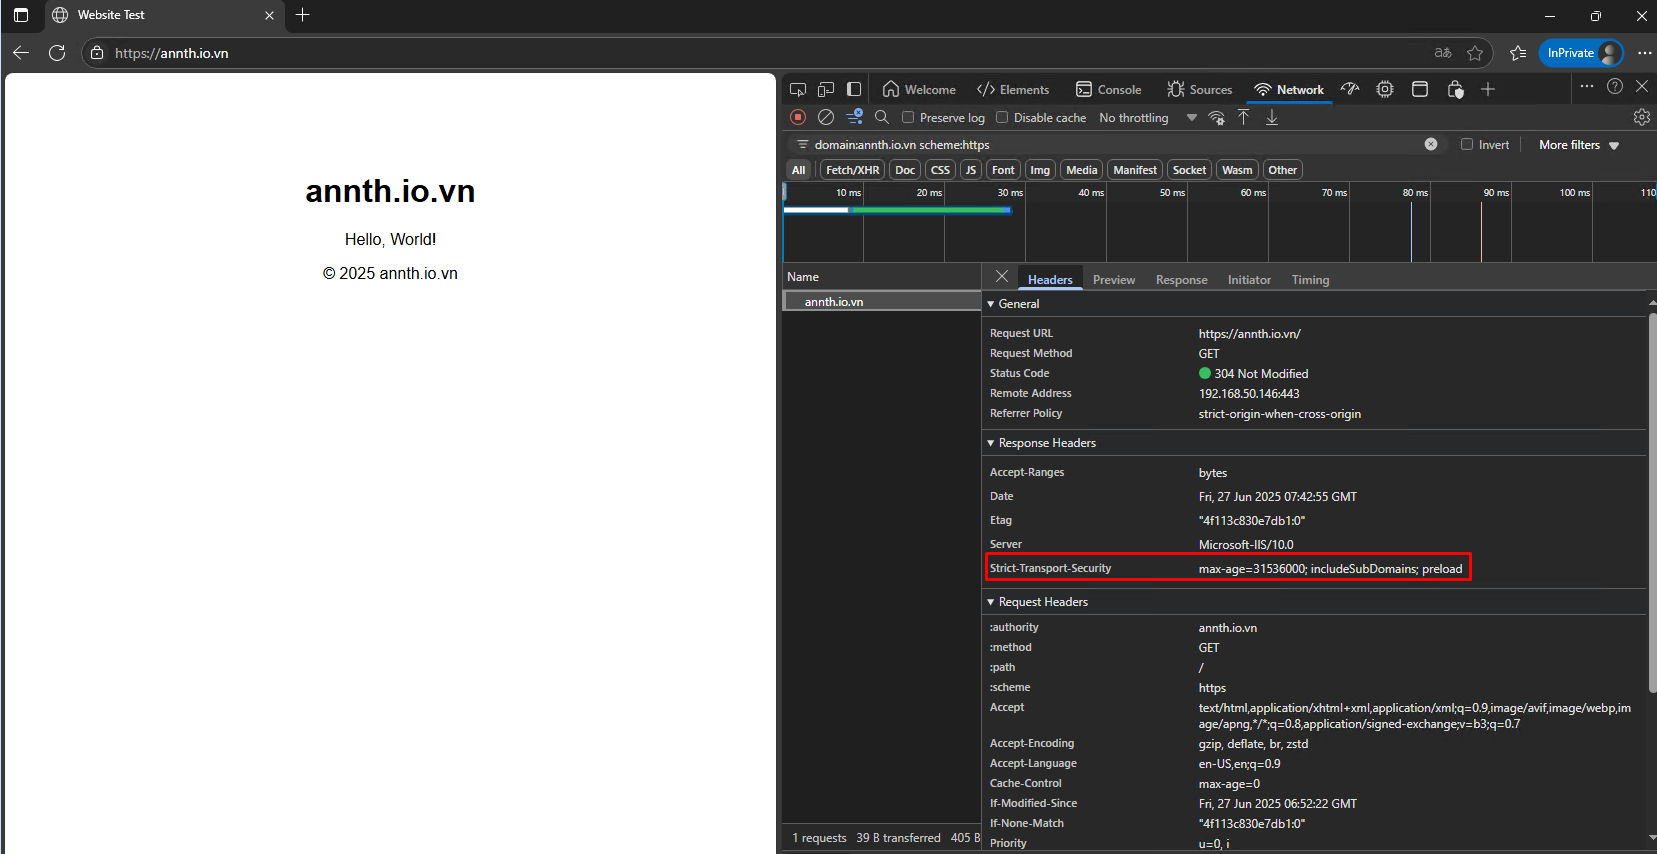 Website Test
https://annth.io.vn
aあ
InPrivate
annth.io.vn
Hello, World!
© 2025 annth.io.vn
Welcome
Elements
Console
Sources
Network
Preserve log
Disable cache
No throttling
domain:annth.io.vn scheme:https
Invert
More filters
All
Fetch/XHR
Doc
CSS
JS
Font
Img
Media
Manifest
Socket
Wasm
Other
10 ms
20 ms
30 ms
40 ms
50 ms
60 ms
70 ms
80 ms
90 ms
100 ms
110
Name
annth.io.vn
Headers
Preview
Response
Initiator
Timing
General
Request URL https://annth.io.vn/
Request Method GET
Status Code 304 Not Modified
Remote Address 192.168.50.146:443
Referrer Policy strict-origin-when-cross-origin
Response Headers
Accept-Ranges bytes
Date Fri, 27 Jun 2025 07:42:55 GMT
Etag "4f113c830e7db1:0"
Server Microsoft-IIS/10.0
Strict-Transport-Security max-age=31536000; includeSubDomains; preload
Request Headers
:authority annth.io.vn
:method GET
:path /
:scheme https
Accept text/html,application/xhtml+xml,application/xml;q=0.9,image/avif,image/webp,im
age/apng,*/*;q=0.8,application/signed-exchange;v=b3;q=0.7
Accept-Encoding gzip, deflate, br, zstd
Accept-Language en-US,en;q=0.9
Cache-Control max-age=0
If-Modified-Since Fri, 27 Jun 2025 06:52:22 GMT
If-None-Match "4f113c830e7db1:0"
Priority u=0, i
1 requests 39 B transferred 405 B